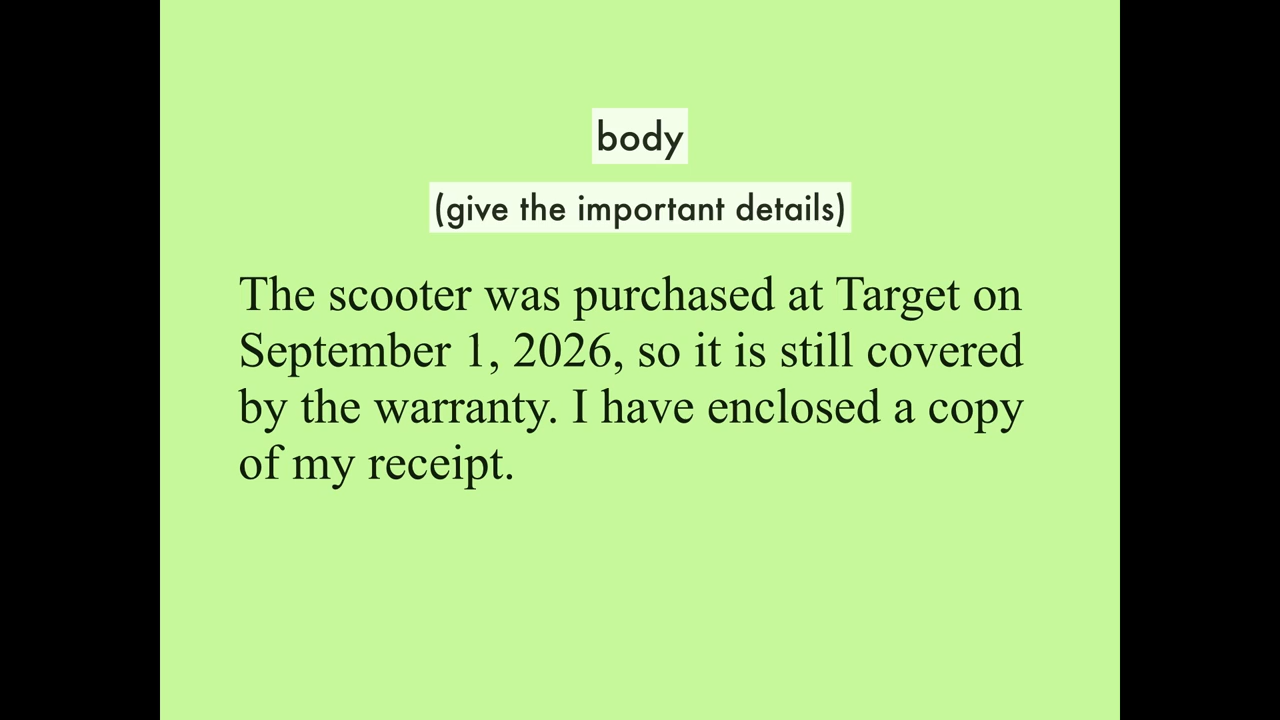 body
(give the important details)
The scooter was purchased at Target on
September 1, 2026, so it is still covered
by the warranty. I have enclosed a copy
of my receipt.